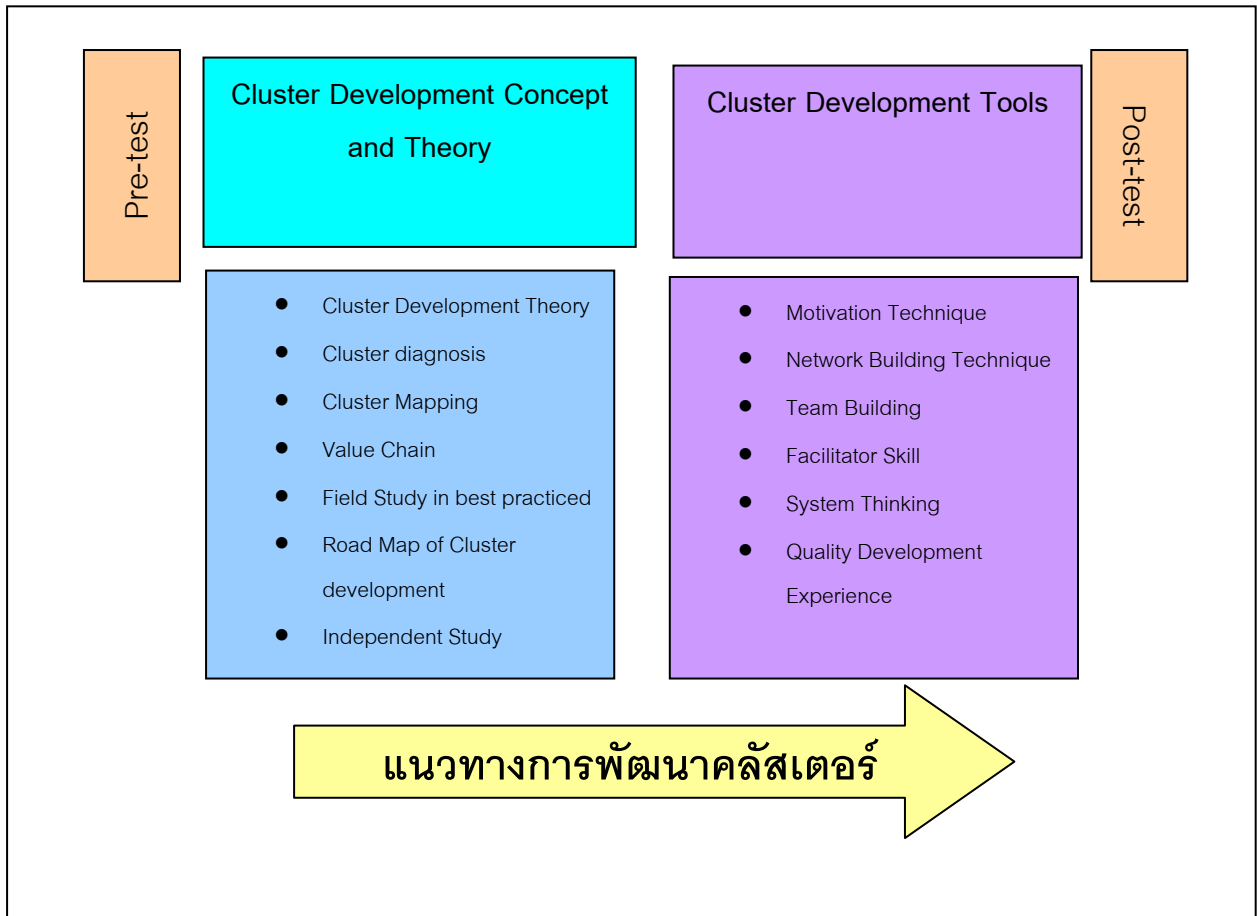 Pre-test
Cluster Development Concept
and Theory
Cluster Development Tools
Post-test
● Cluster Development Theory
● Cluster diagnosis
● Cluster Mapping
● Value Chain
● Field Study in best practiced
● Road Map of Cluster
development
● Independent Study
● Motivation Technique
● Network Building Technique
● Team Building
● Facilitator Skill
● System Thinking
● Quality Development
Experience
แนวทางการพัฒนาคลัสเตอร์